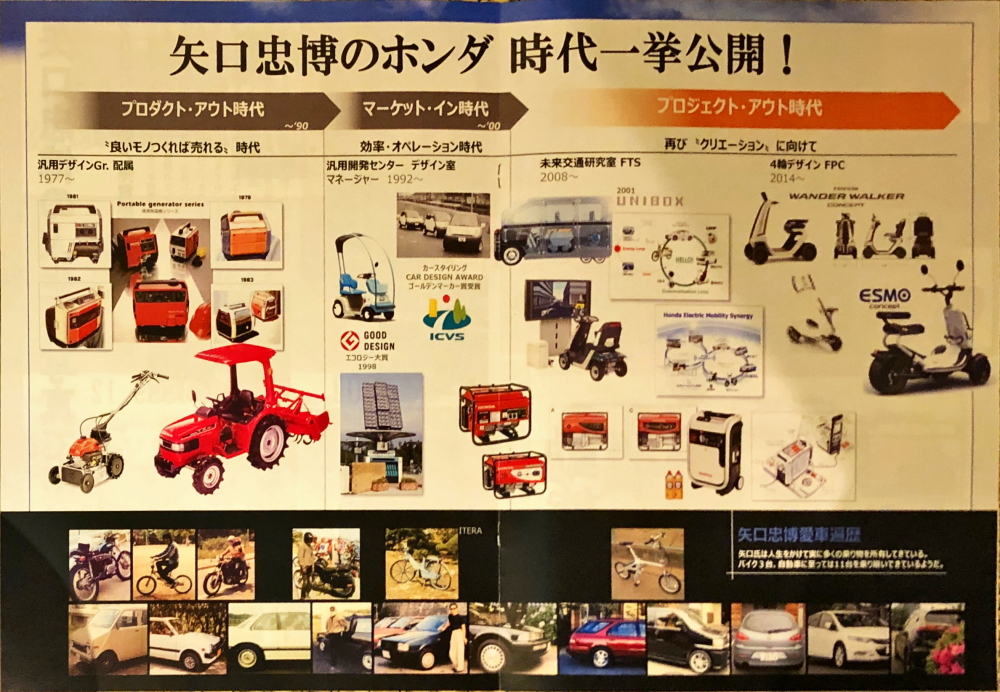 矢口忠博のホンダ 時代一挙公開！
プロダクト・アウト時代
～'90
マーケット・イン時代
～'00
プロジェクト・アウト時代
〝良いモノつくれば売れる〟時代
効率・オペレーション時代
再び〝クリエーション〟に向けて
汎用デザインGr. 配属
1977～
汎用開発センター デザイン室
マネージャー 1992～
未来交通研究室 FTS
2008～
4輪デザイン FPC
2014～
1981
Portable generator series
1979
1982
1983
カースタイリング
CAR DESIGN AWARD
ゴールデンマーカー賞受賞
ICVS
GOOD
DESIGN
エコロジー大賞
1998
2001
UNIBOX
HELLO!
Honda Electric Mobility Synergy
WANDER WALKER
CONCEPT
ESMO
concept
A
C
ITERA
矢口忠博愛車遍歴
矢口氏は人生をかけて実に多くの乗り物を所有してきている。
バイク３台。自動車に至っては11台を乗り継いできているようだ。